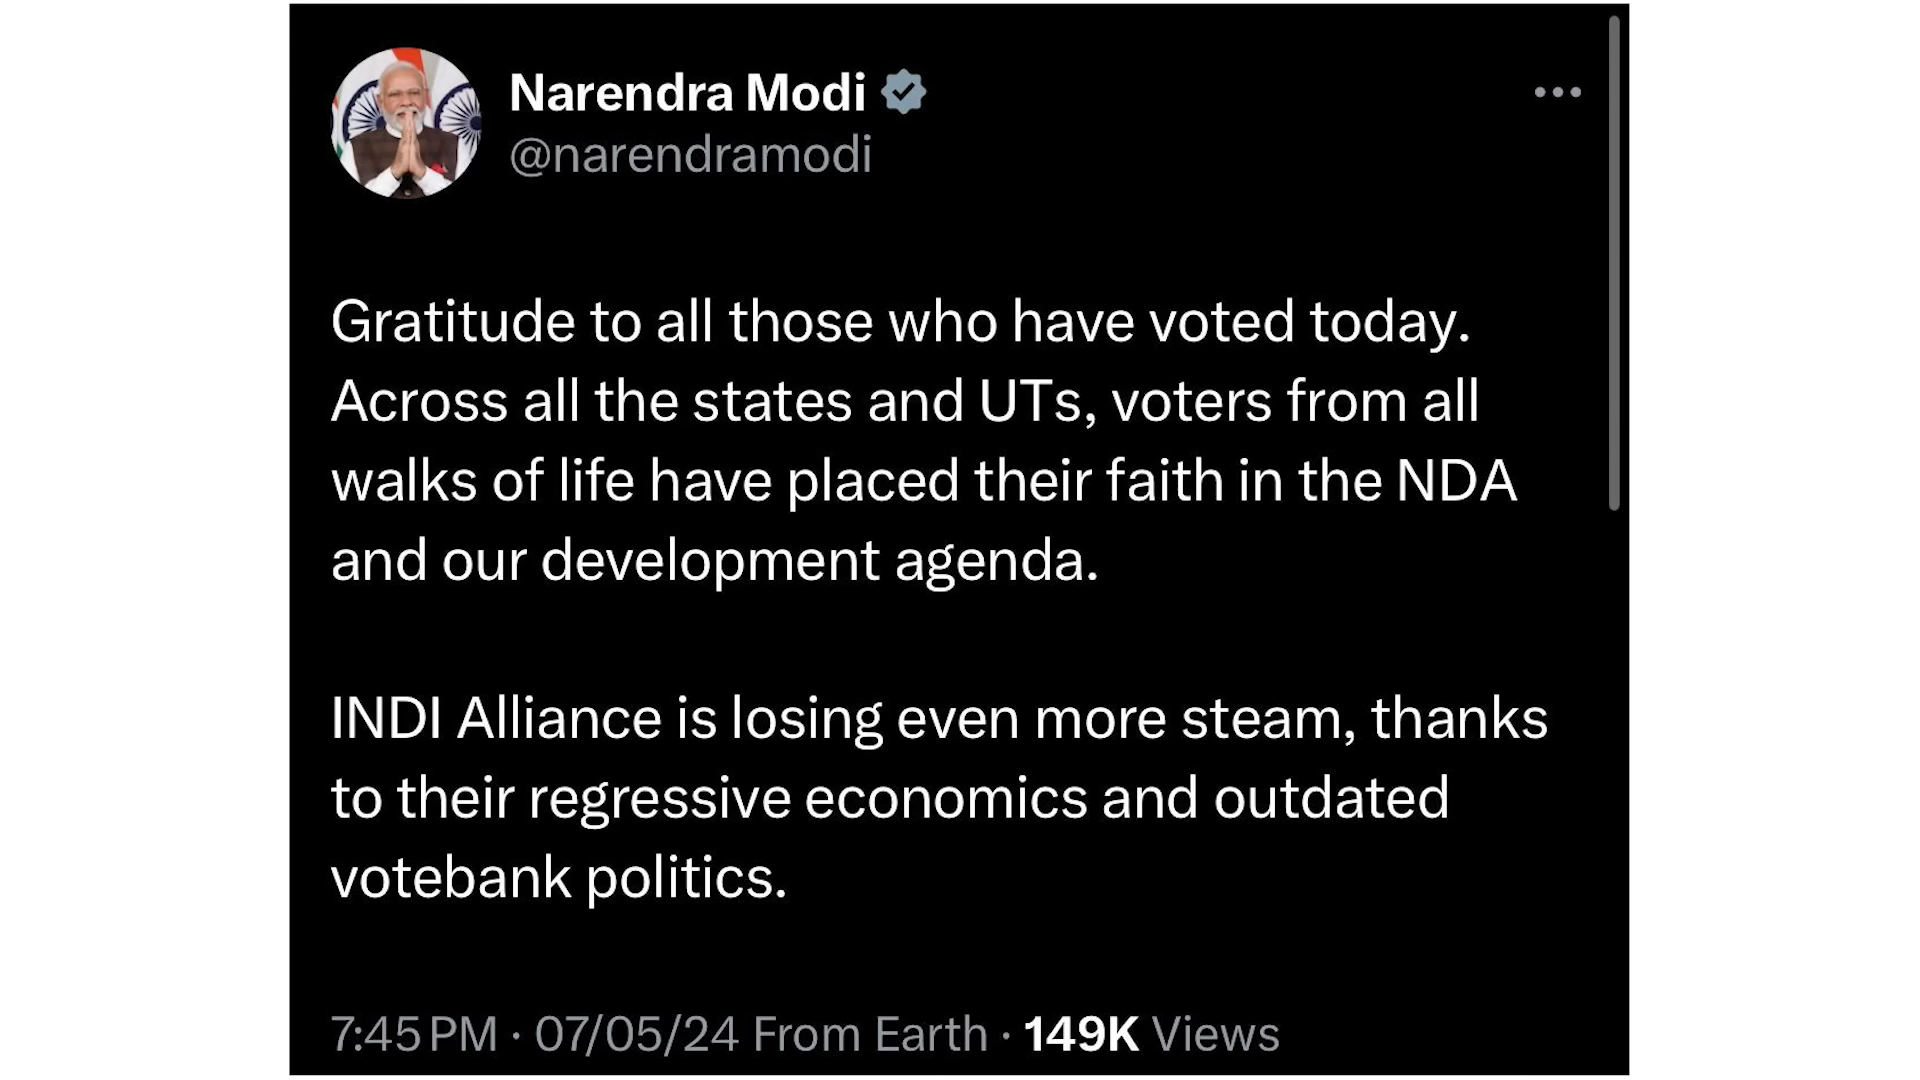 Narendra Modi
@narendramodi
Gratitude to all those who have voted today.
Across all the states and UTs, voters from all
walks of life have placed their faith in the NDA
and our development agenda.
INDI Alliance is losing even more steam, thanks
to their regressive economics and outdated
votebank politics.
7:45 PM · 07/05/24 From Earth · 149K Views